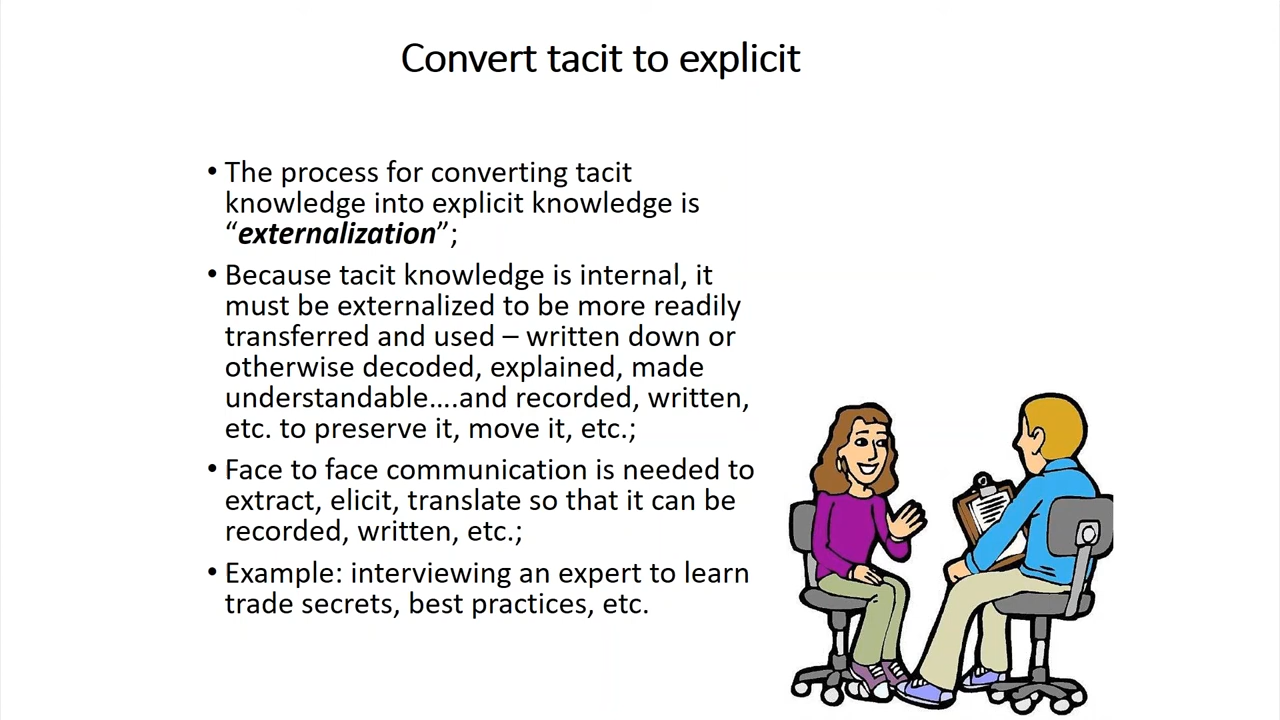 Convert tacit to explicit
• The process for converting tacit
knowledge into explicit knowledge is
“externalization”;
• Because tacit knowledge is internal, it
must be externalized to be more readily
transferred and used – written down or
otherwise decoded, explained, made
understandable....and recorded, written,
etc. to preserve it, move it, etc.;
• Face to face communication is needed to
extract, elicit, translate so that it can be
recorded, written, etc.;
• Example: interviewing an expert to learn
trade secrets, best practices, etc.